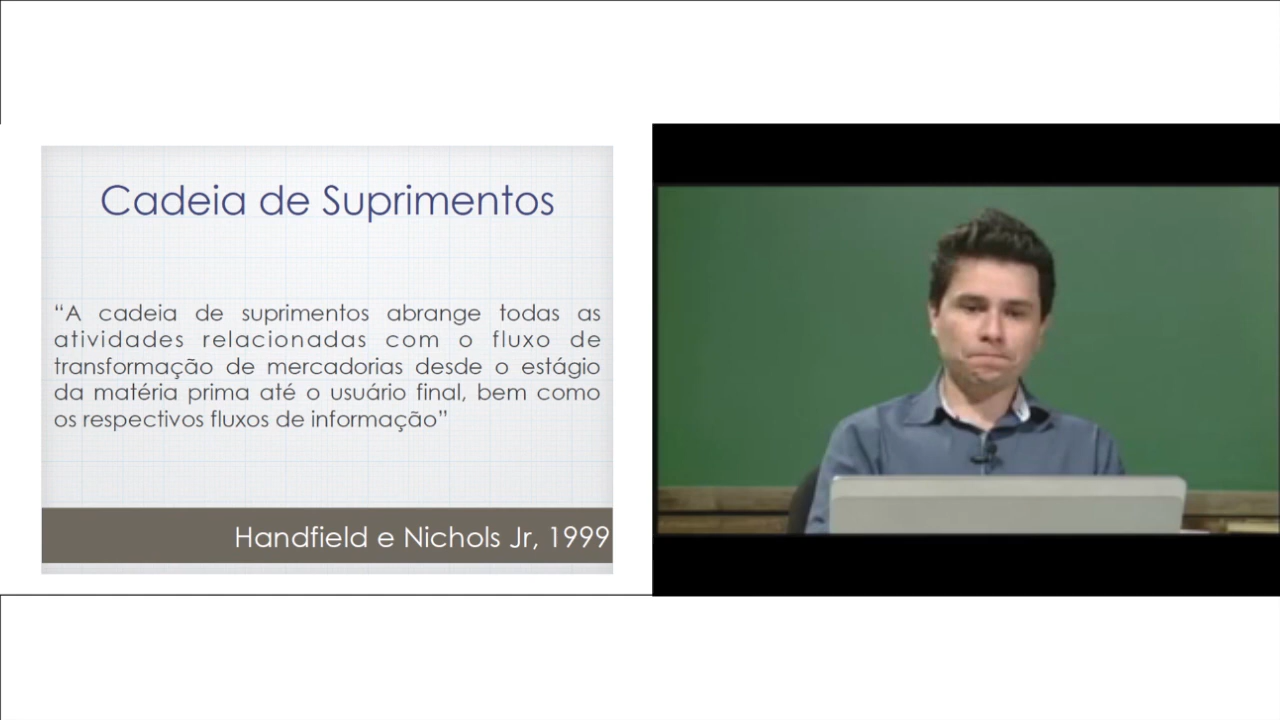 Cadeia de Suprimentos
“A cadeia de suprimentos abrange todas as
atividades relacionadas com o fluxo de
transformação de mercadorias desde o estágio
da matéria prima até o usuário final, bem como
os respectivos fluxos de informação”
Handfield e Nichols Jr, 1999